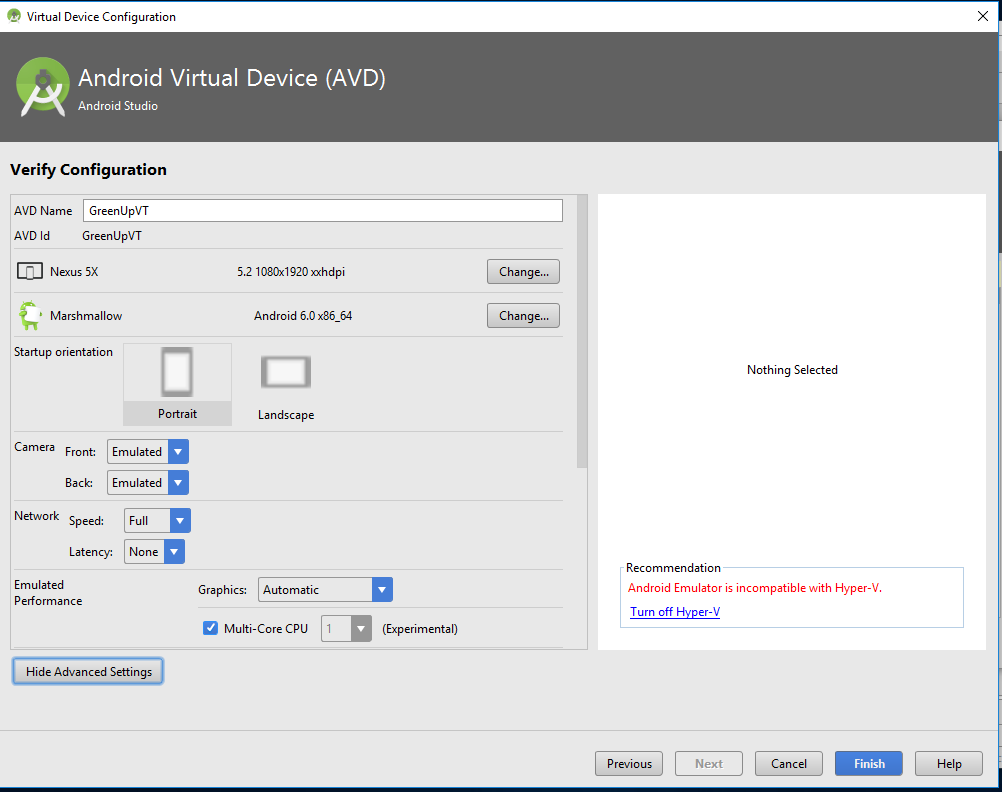 Virtual Device Configuration
Android Virtual Device (AVD)
Android Studio
Verify Configuration
AVD Name GreenUpVT
AVD Id GreenUpVT
Nexus 5X 5.2 1080x1920 xxhdpi Change...
Marshmallow Android 6.0 x86_64 Change...
Startup orientation
Portrait Landscape
Camera Front: Emulated
Back: Emulated
Network Speed: Full
Latency: None
Emulated
Performance
Graphics: Automatic
Multi-Core CPU 1 (Experimental)
Hide Advanced Settings
Nothing Selected
Recommendation
Android Emulator is incompatible with Hyper-V.
Turn off Hyper-V
Previous Next Cancel Finish Help